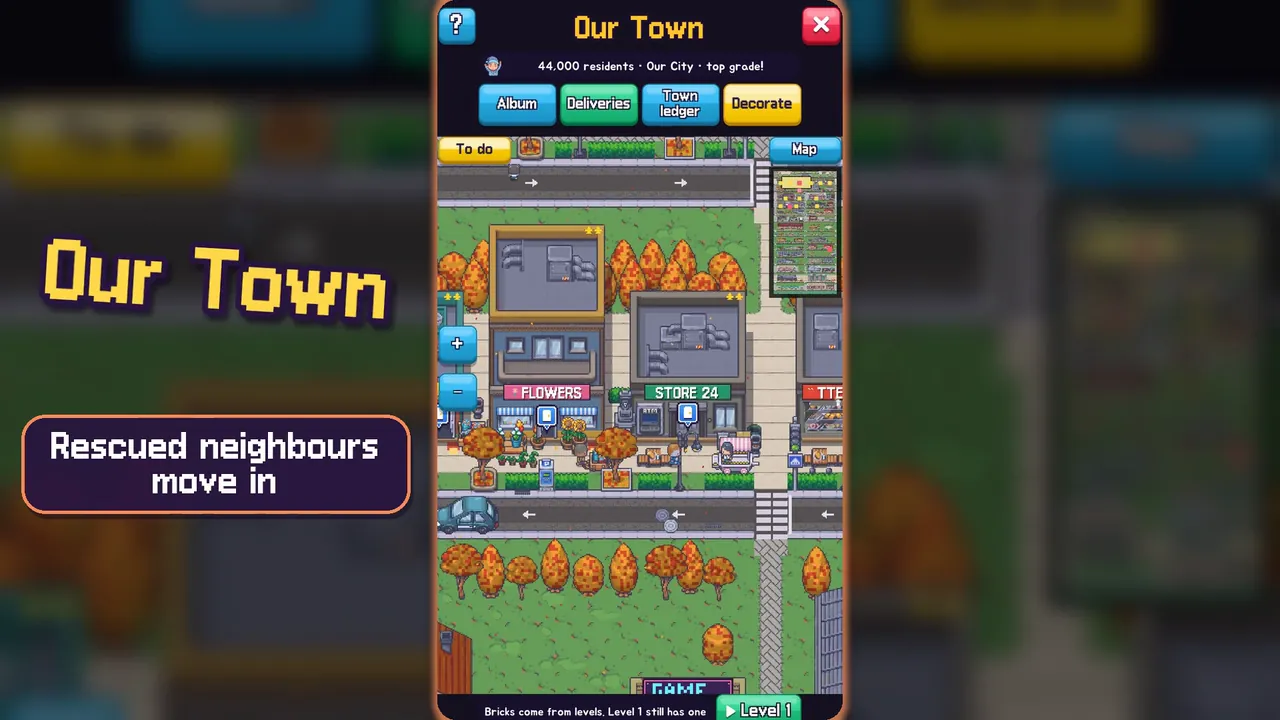 ?
Our Town
44,000 residents · Our City · top grade!
Album
Deliveries
Town
ledger
Decorate
To do
Map
Our Town
Rescued neighbours
move in
+
-
FLOWERS
STORE 24
TTE
ATM
GAME
Bricks come from levels. Level 1 still has one
Level 1